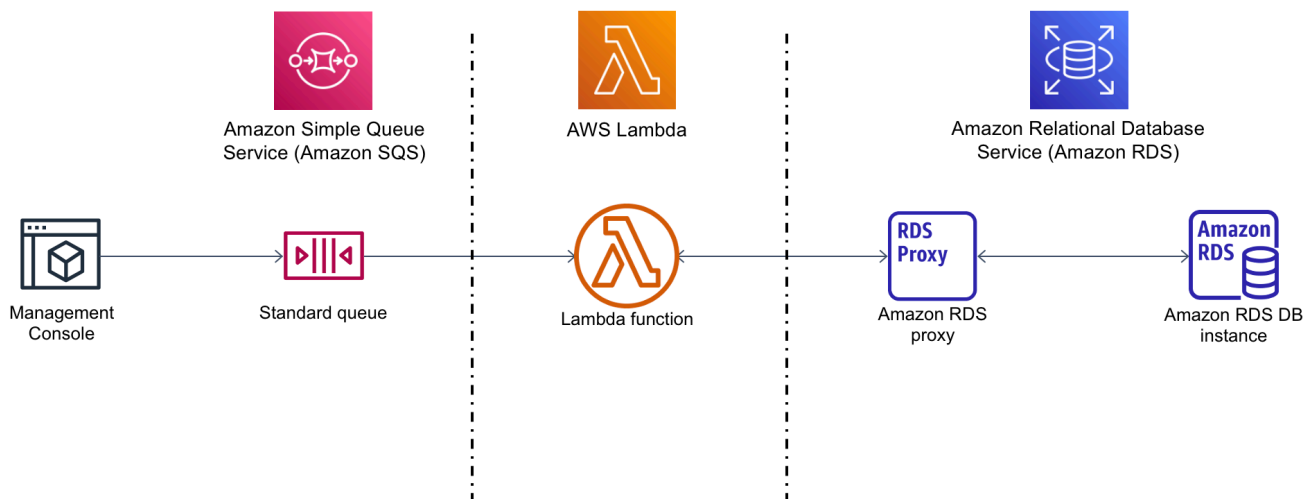 Amazon Simple Queue
Service (Amazon SQS)
AWS Lambda
Amazon Relational Database
Service (Amazon RDS)
RDS
Proxy
Amazon
RDS
Management
Console
Standard queue
Lambda function
Amazon RDS
proxy
Amazon RDS DB
instance